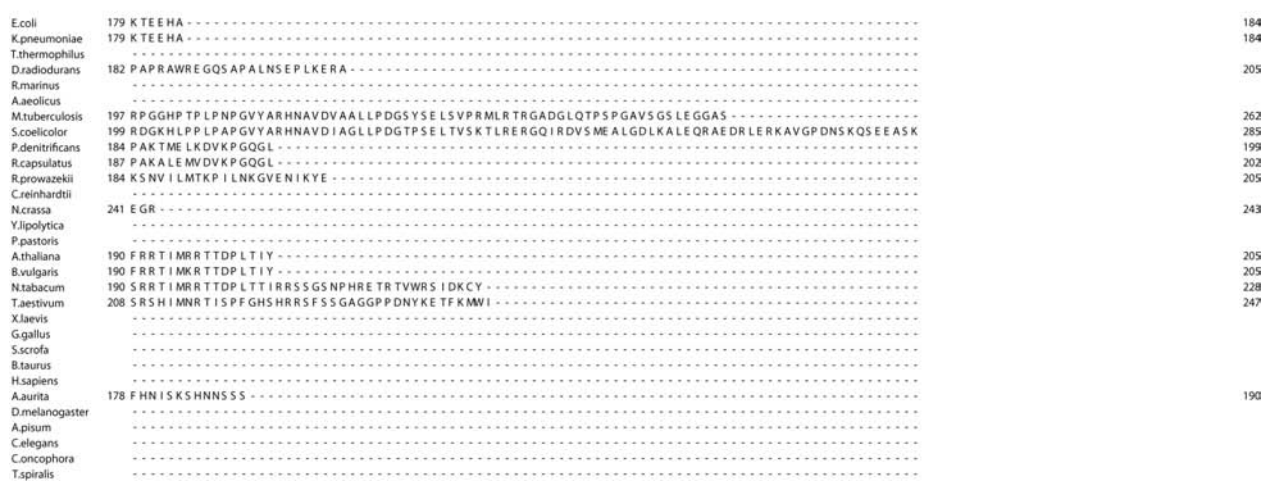 E.coli 179 KTEEHA 184
K.pneumoniae 179 KTEEHA 184
T.thermophilus
D.radiodurans 182 PAPRAWREGQSAPALNSEPLKERA 205
R.marinus
A.aeolicus
M.tuberculosis 197 RPGGHPTPLPNPGVYARHNAVDVAALLPDGSYSELSVPRMLRTRGADGLQTPSPGAVSGSLEGGAS 262
S.coelicolor 199 RDGKHLPPLPAPGVYARHNAVDIAGLLPDGTPSELTVSKTLRERGQIRDVSMEALGDLKALEQRAEDRLERKAVGPDNSKQSEEASK 285
P.denitrificans 184 PAKTMELKDVKPGQGL 199
R.capsulatus 187 PAKALEMVDVKPGQGL 202
R.prowazekii 184 KSNVILMTKPILNKGVENIKYE 205
C.reinhardtii
N.crassa 241 EGR 243
Y.lipolytica
P.pastoris
A.thaliana 190 FRRTIMRRTTDPLTIY 205
B.vulgaris 190 FRRTIMKRTTDPLTIY 205
N.tabacum 190 SRRTIMRRTTDPLTTIRRSSGSNPHRETRTVWRSIDKCY 228
T.aestivum 208 SRSHIMNRTISPFGHSHRRSFSSGAGGPPDNYKETFKMWI 247
X.laevis
G.gallus
S.scrofa
B.taurus
H.sapiens
A.aurita 178 FHNISKSHNNSSS 190
D.melanogaster
A.pisum
C.elegans
C.oncophora
T.spiralis